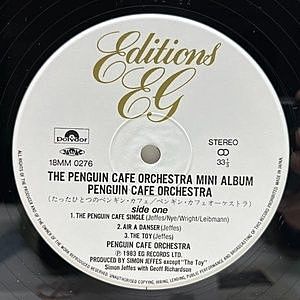 Editions
EG
Polydor
18MM 0276
STEREO
33⅓
THE PENGUIN CAFE ORCHESTRA MINI ALBUM
PENGUIN CAFE ORCHESTRA
(たったひとつのペンギン・カフェ/ペンギン・カフェオーケストラ)
side one
1. THE PENGUIN CAFE SINGLE (Jeffes/Nye/Wright/Leibmann)
2. AIR A DANSER (Jeffes)
3. THE TOY (Jeffes)
PENGUIN CAFE ORCHESTRA
℗ 1983 EG RECORDS LTD.
PRODUCED BY SIMON JEFFES except "The Toy"
Simon Jeffes with Geoff Richardson